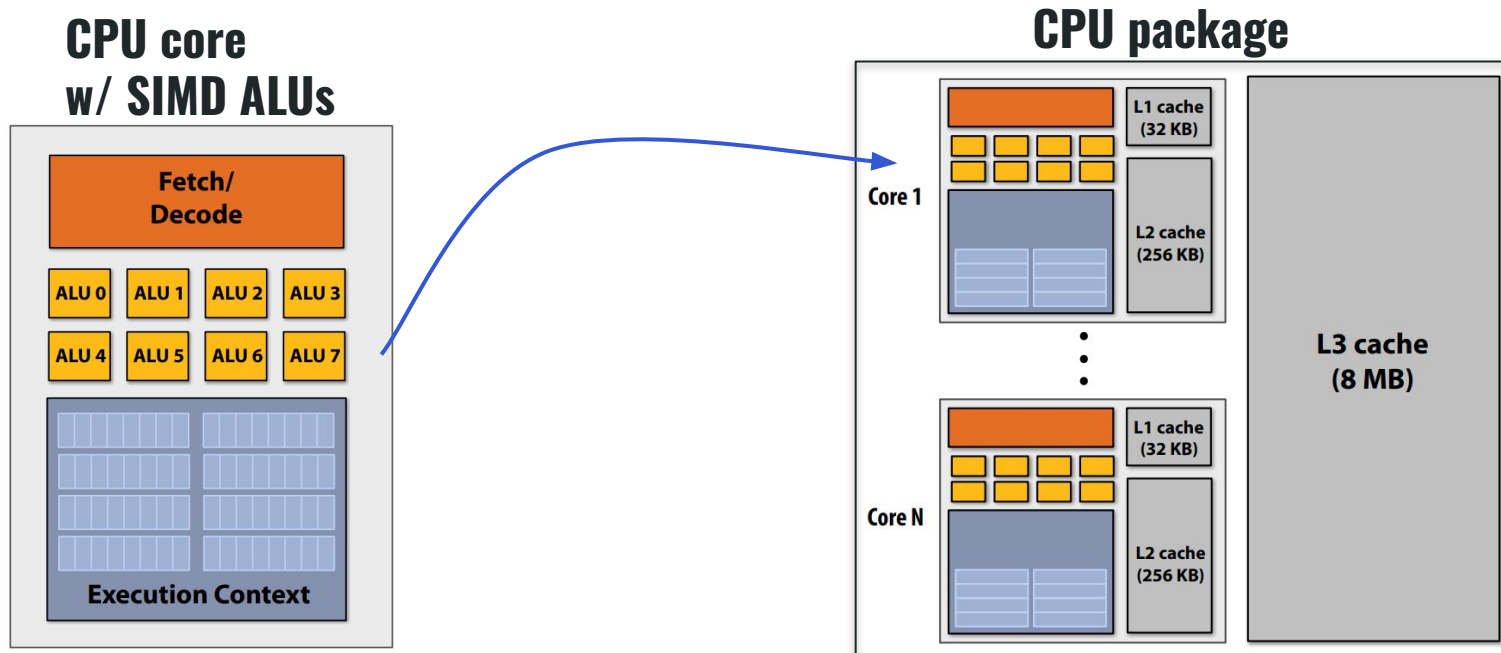 CPU core
w/ SIMD ALUs
Fetch/
Decode
ALU 0
ALU 1
ALU 2
ALU 3
ALU 4
ALU 5
ALU 6
ALU 7
Execution Context
CPU package
Core 1
L1 cache
(32 KB)
L2 cache
(256 KB)
Core N
L1 cache
(32 KB)
L2 cache
(256 KB)
L3 cache
(8 MB)